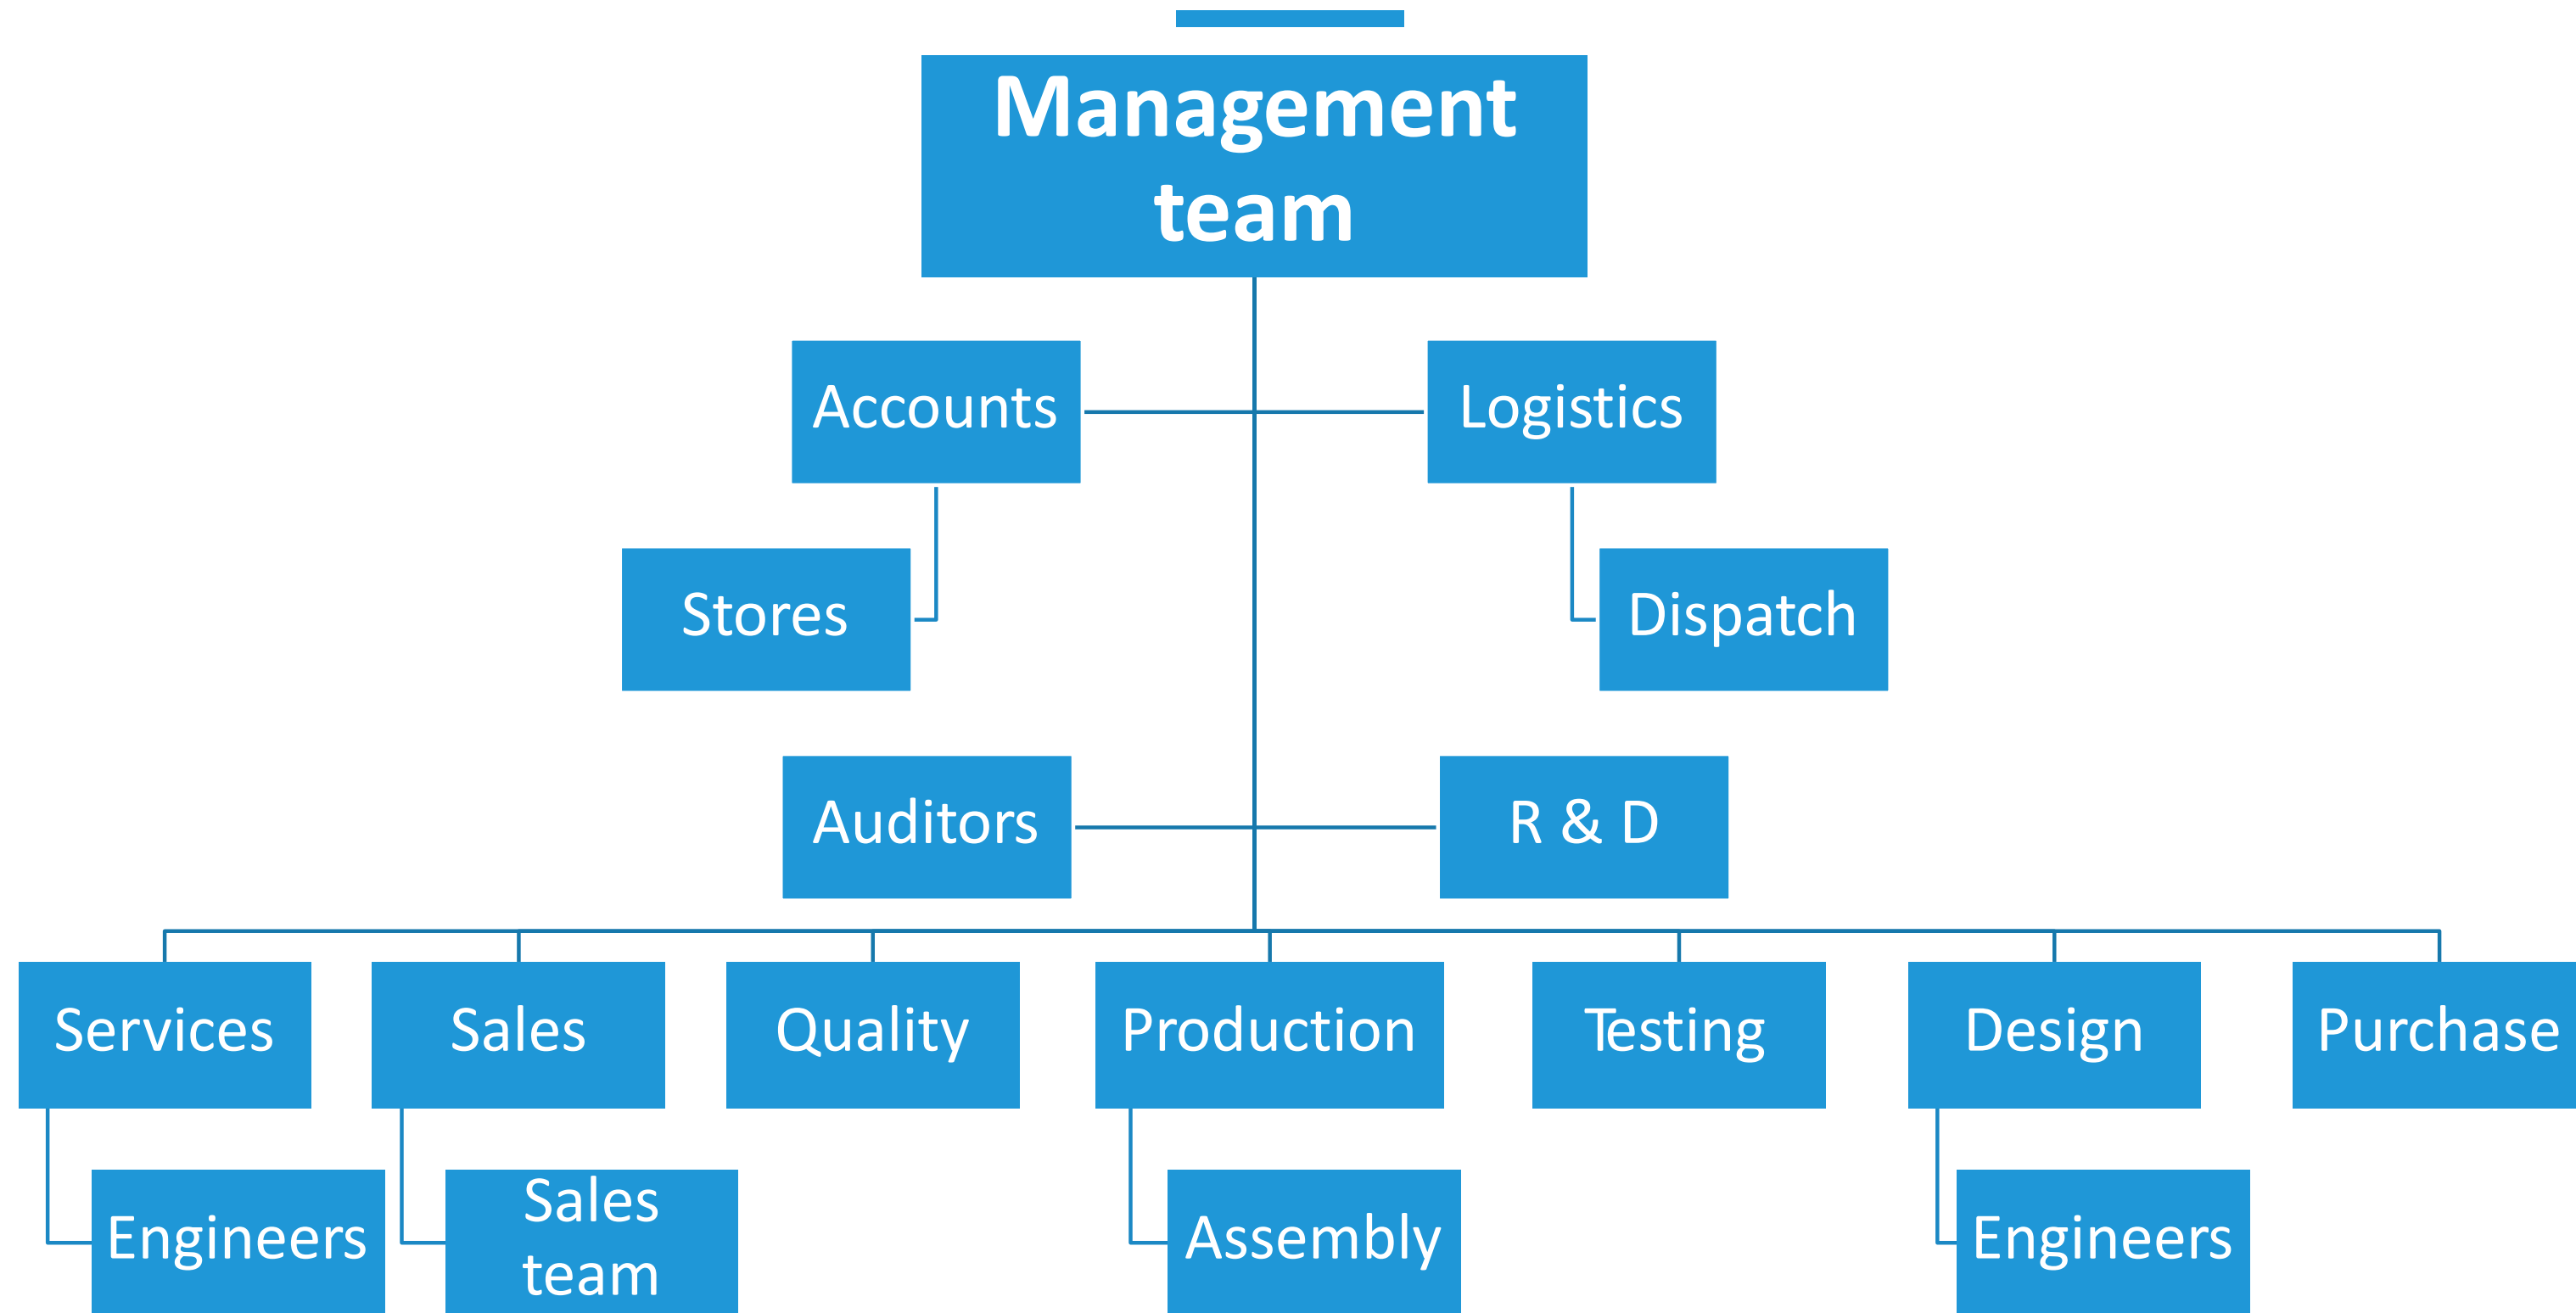 Management
team
Accounts
Logistics
Stores
Dispatch
Auditors
R & D
Services
Sales
Quality
Production
Testing
Design
Purchase
Engineers
Sales
team
Assembly
Engineers